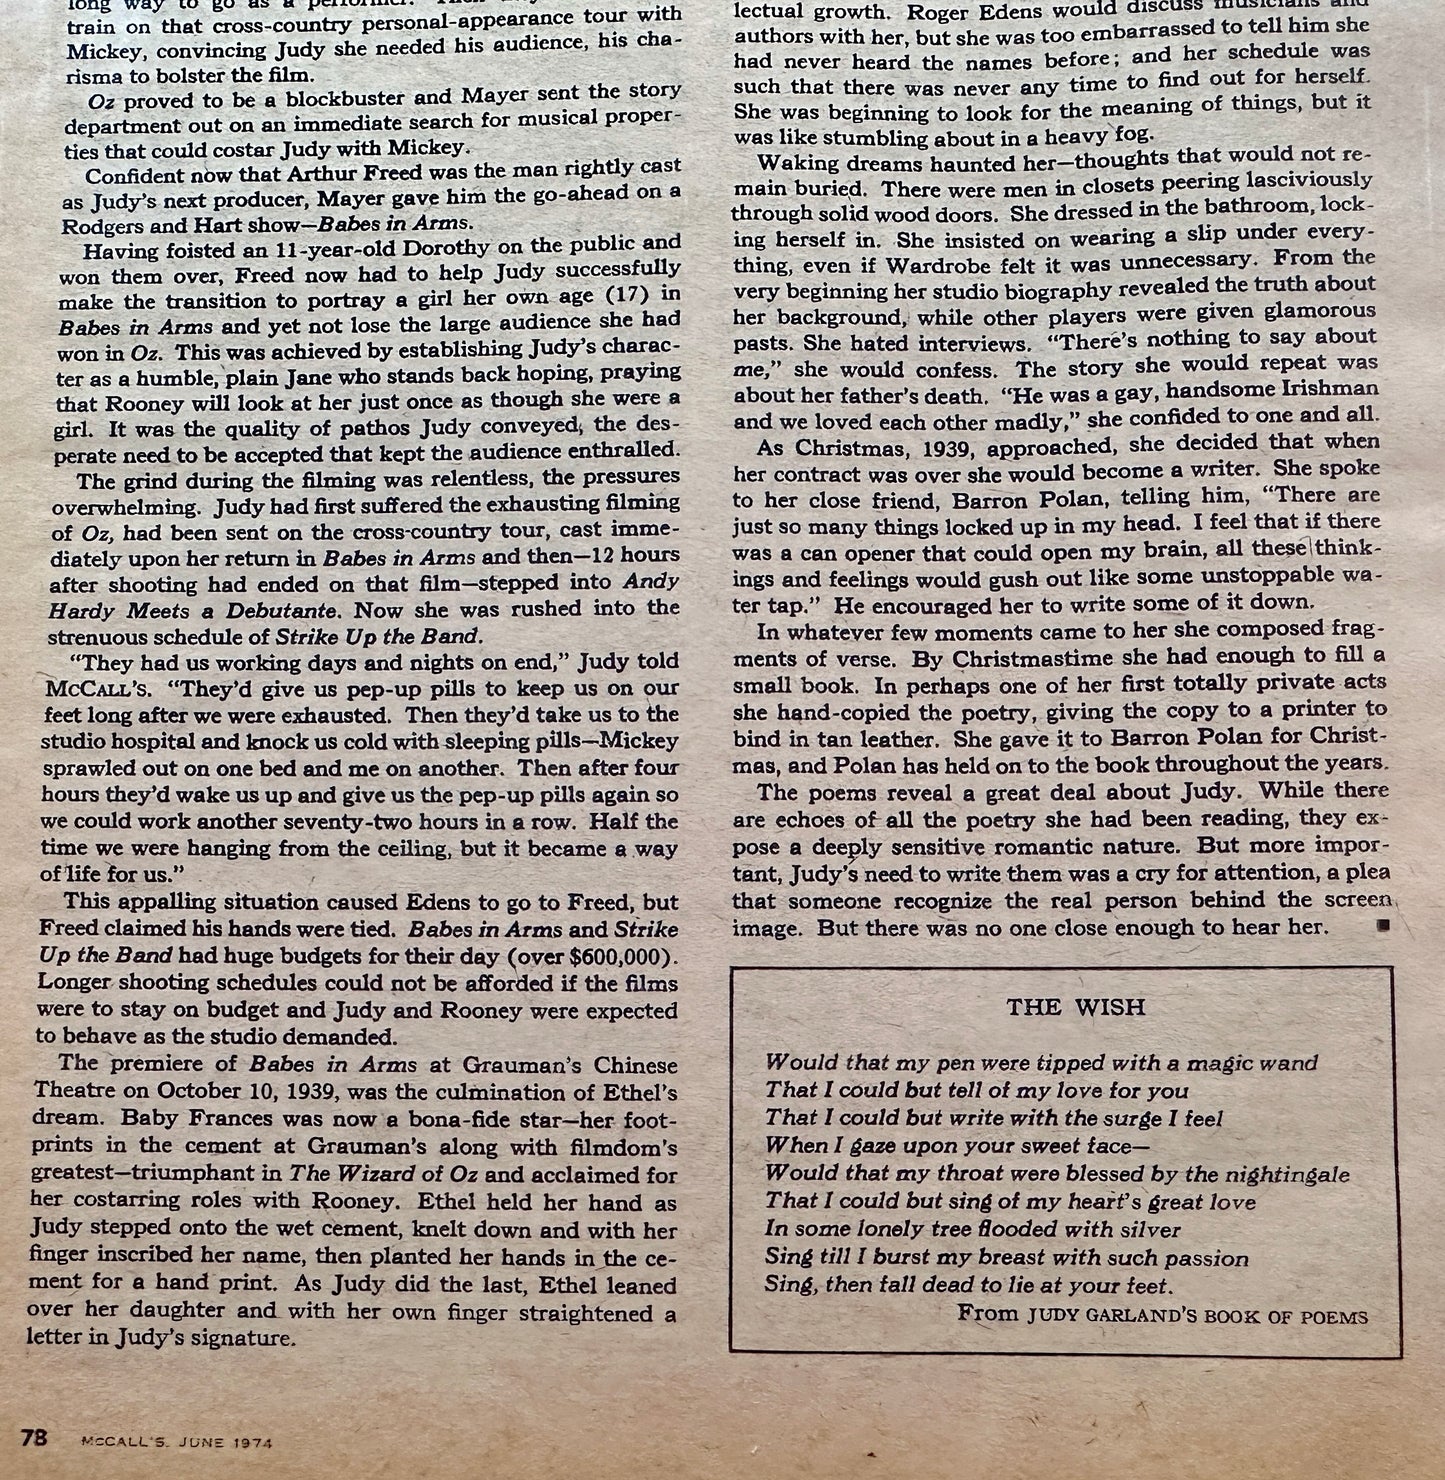 long way to go as a performer.
train on that cross-country personal-appearance tour with
Mickey, convincing Judy she needed his audience, his cha-
risma to bolster the film.
Oz proved to be a blockbuster and Mayer sent the story
department out on an immediate search for musical proper-
ties that could costar Judy with Mickey.
Confident now that Arthur Freed was the man rightly cast
as Judy's next producer, Mayer gave him the go-ahead on a
Rodgers and Hart show—Babes in Arms.
Having foisted an 11-year-old Dorothy on the public and
won them over, Freed now had to help Judy successfully
make the transition to portray a girl her own age (17) in
Babes in Arms and yet not lose the large audience she had
won in Oz. This was achieved by establishing Judy's charac-
ter as a humble, plain Jane who stands back hoping, praying
that Rooney will look at her just once as though she were a
girl. It was the quality of pathos Judy conveyed, the des-
perate need to be accepted that kept the audience enthralled.
The grind during the filming was relentless, the pressures
overwhelming. Judy had first suffered the exhausting filming
of Oz, had been sent on the cross-country tour, cast imme-
diately upon her return in Babes in Arms and then—12 hours
after shooting had ended on that film—stepped into Andy
Hardy Meets a Debutante. Now she was rushed into the
strenuous schedule of Strike Up the Band.
"They had us working days and nights on end," Judy told
McCALL'S. "They'd give us pep-up pills to keep us on our
feet long after we were exhausted. Then they'd take us to the
studio hospital and knock us cold with sleeping pills—Mickey
sprawled out on one bed and me on another. Then after four
hours they'd wake us up and give us the pep-up pills again so
we could work another seventy-two hours in a row. Half the
time we were hanging from the ceiling, but it became a way
of life for us."
This appalling situation caused Edens to go to Freed, but
Freed claimed his hands were tied. Babes in Arms and Strike
Up the Band had huge budgets for their day (over $600,000).
Longer shooting schedules could not be afforded if the films
were to stay on budget and Judy and Rooney were expected
to behave as the studio demanded.
The premiere of Babes in Arms at Grauman's Chinese
Theatre on October 10, 1939, was the culmination of Ethel's
dream. Baby Frances was now a bona-fide star—her foot-
prints in the cement at Grauman's along with filmdom's
greatest—triumphant in The Wizard of Oz and acclaimed for
her costarring roles with Rooney. Ethel held her hand as
Judy stepped onto the wet cement, knelt down and with her
finger inscribed her name, then planted her hands in the ce-
ment for a hand print. As Judy did the last, Ethel leaned
over her daughter and with her own finger straightened a
letter in Judy's signature.
lectual growth. Roger Edens would discuss musicians and
authors with her, but she was too embarrassed to tell him she
had never heard the names before; and her schedule was
such that there was never any time to find out for herself.
She was beginning to look for the meaning of things, but it
was like stumbling about in a heavy fog.
Waking dreams haunted her—thoughts that would not re-
main buried. There were men in closets peering lasciviously
through solid wood doors. She dressed in the bathroom, lock-
ing herself in. She insisted on wearing a slip under every-
thing, even if Wardrobe felt it was unnecessary. From the
very beginning her studio biography revealed the truth about
her background, while other players were given glamorous
pasts. She hated interviews. "There's nothing to say about
me," she would confess. The story she would repeat was
about her father's death. "He was a gay, handsome Irishman
and we loved each other madly," she confided to one and all.
As Christmas, 1939, approached, she decided that when
her contract was over she would become a writer. She spoke
to her close friend, Barron Polan, telling him, "There are
just so many things locked up in my head. I feel that if there
was a can opener that could open my brain, all these think-
ings and feelings would gush out like some unstoppable wa-
ter tap." He encouraged her to write some of it down.
In whatever few moments came to her she composed frag-
ments of verse. By Christmastime she had enough to fill a
small book. In perhaps one of her first totally private acts
she hand-copied the poetry, giving the copy to a printer to
bind in tan leather. She gave it to Barron Polan for Christ-
mas, and Polan has held on to the book throughout the years.
The poems reveal a great deal about Judy. While there
are echoes of all the poetry she had been reading, they ex-
pose a deeply sensitive romantic nature. But more impor-
tant, Judy's need to write them was a cry for attention, a plea
that someone recognize the real person behind the screen
image. But there was no one close enough to hear her. ■
THE WISH
Would that my pen were tipped with a magic wand
That I could but tell of my love for you
That I could but write with the surge I feel
When I gaze upon your sweet face—
Would that my throat were blessed by the nightingale
That I could but sing of my heart's great love
In some lonely tree flooded with silver
Sing till I burst my breast with such passion
Sing, then fall dead to lie at your feet.
From JUDY GARLAND'S BOOK OF POEMS
78 McCALL'S, JUNE 1974